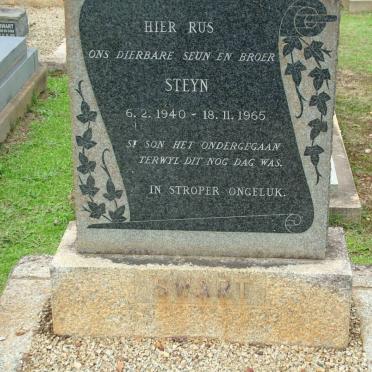 SWART
HIER RUS
ONS DIERBARE SEUN EN BROER
STEYN
6.2.1940 - 18.11.1965
SY SON HET ONDERGEGAAN
TERWYL DIT NOG DAG WAS.
IN STROPER ONGELUK.
SWART